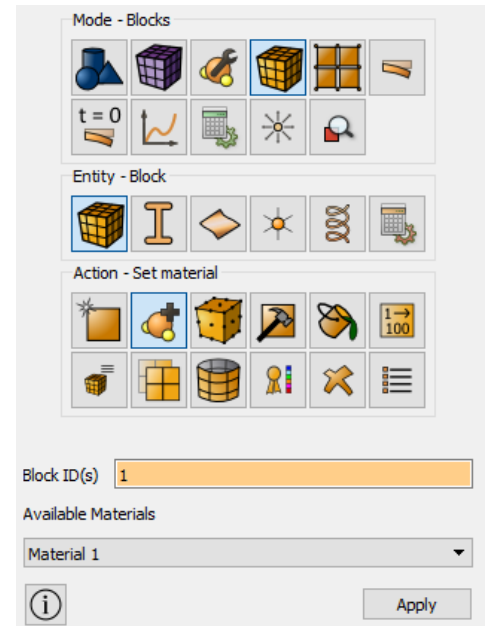 Mode - Blocks
t = 0
Entity - Block
Action - Set material
1→
100
Block ID(s) 1
Available Materials
Material 1
i
Apply